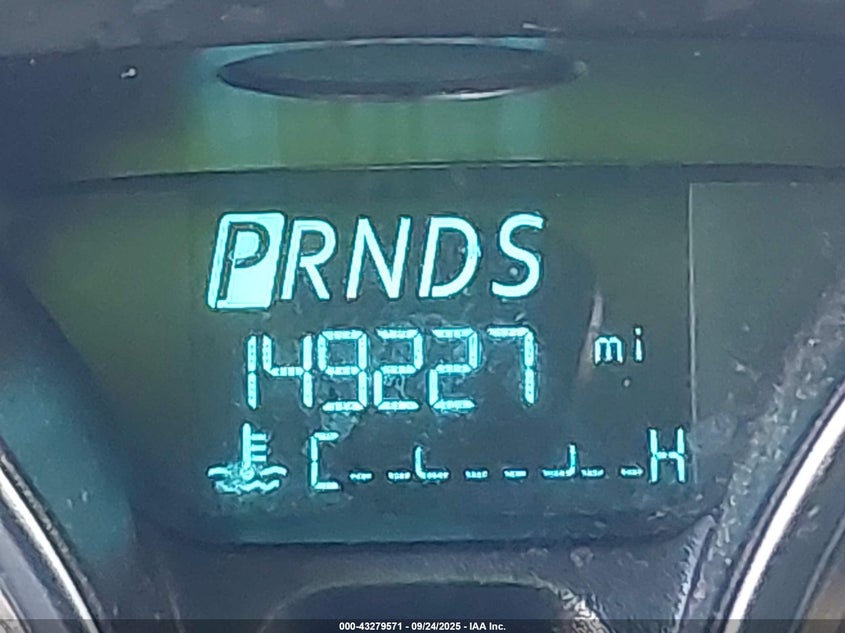 PRNDS
149227 mi
C H
000-43279571 - 09/24/2025 - IAA Inc.